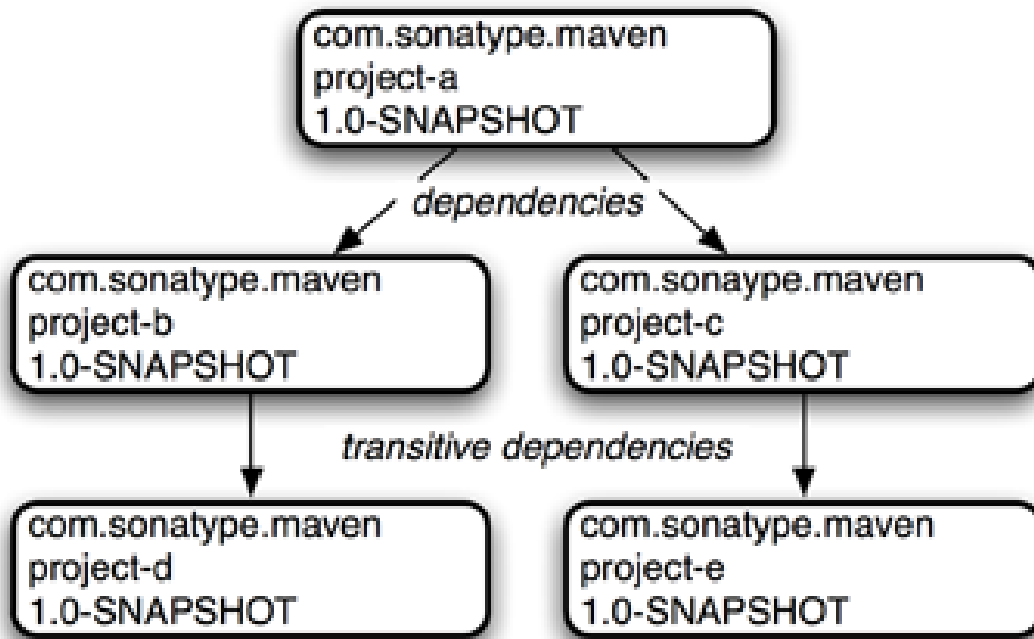 com.sonatype.maven
project-a
1.0-SNAPSHOT
dependencies
com.sonatype.maven
project-b
1.0-SNAPSHOT
com.sonaype.maven
project-c
1.0-SNAPSHOT
transitive dependencies
com.sonatype.maven
project-d
1.0-SNAPSHOT
com.sonatype.maven
project-e
1.0-SNAPSHOT